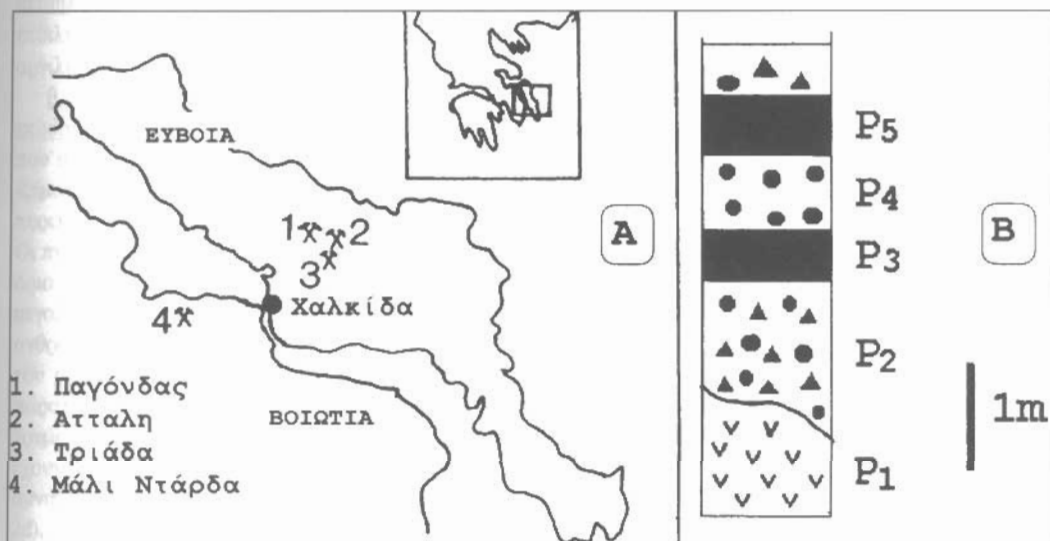 ΕΥΒΟΙΑ
A
1 2
3
Χαλκίδα
4
1. Παγόνδας
2. Ατταλη
3. Τριάδα
4. Μάλι Ντάρδα
ΒΟΙΩΤΙΑ
P5
P4
B
P3
P2
1m
P1